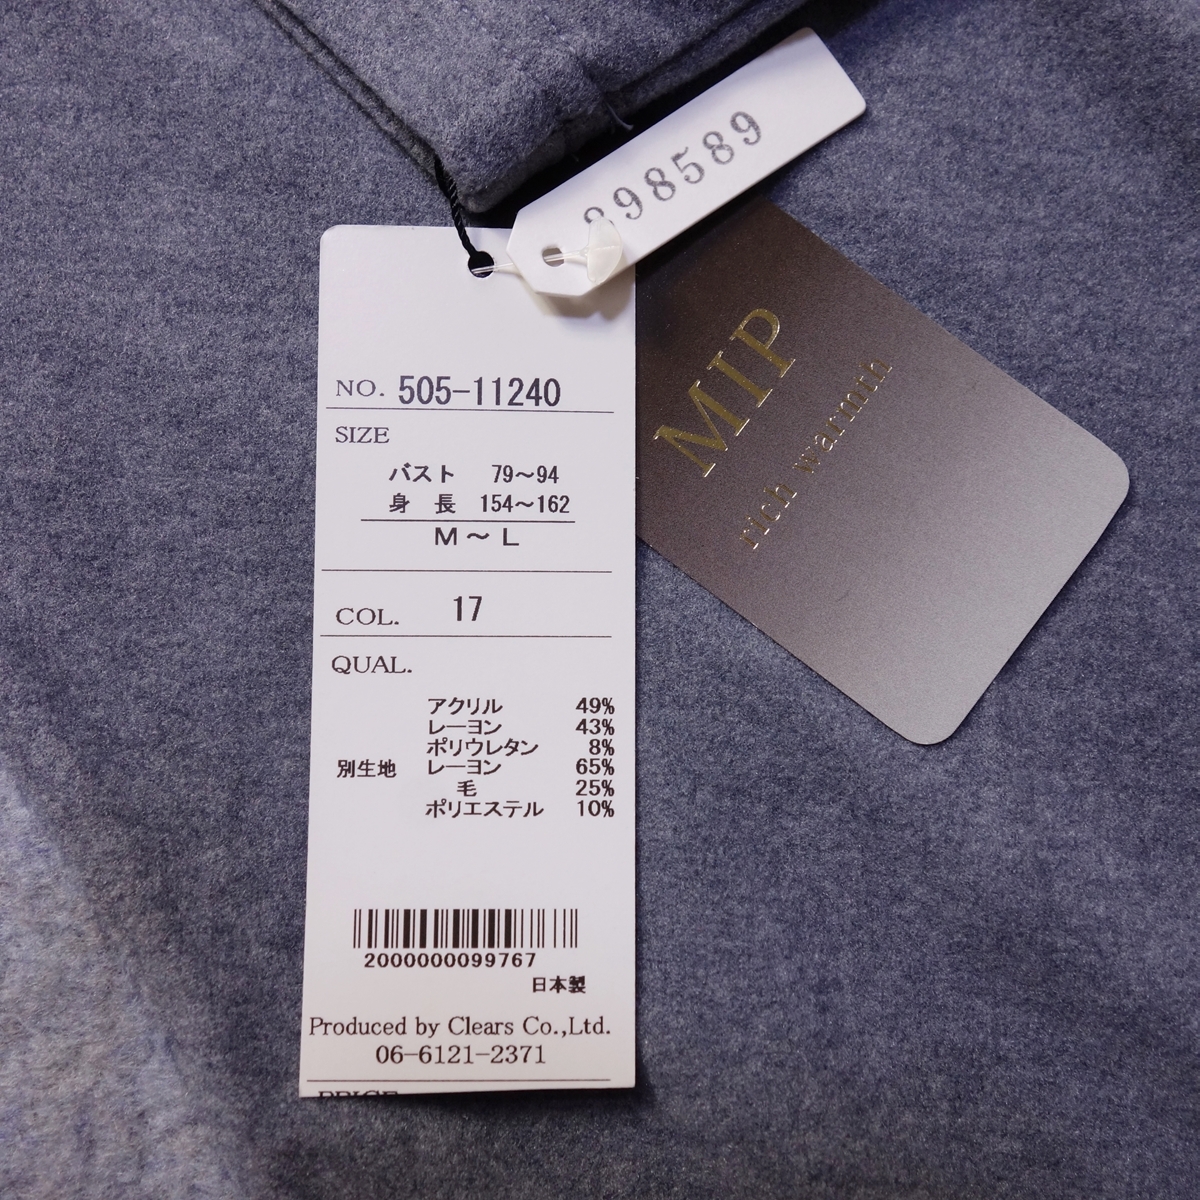 98589
MIP
rich warmth
NO. 505-11240
SIZE
バスト 79～94
身 長 154～162
M～L
COL. 17
QUAL.
アクリル 49%
レーヨン 43%
ポリウレタン 8%
別生地 レーヨン 65%
毛 25%
ポリエステル 10%
2000000099767
日本製
Produced by Clears Co.,Ltd.
06-6121-2371
PRICE